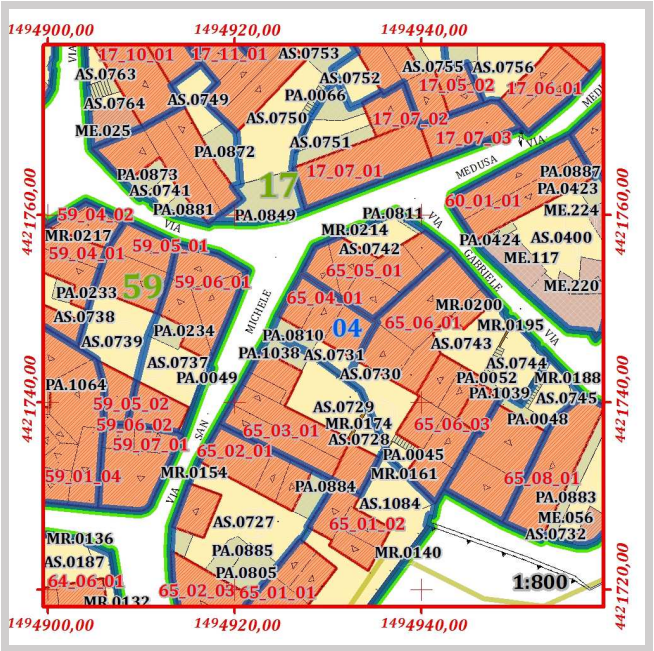 1494900,00 1494920,00 1494940,00
17_10_01 17_11_01 AS.0753
VIA
AS.0763 AS.0752 AS.0755 AS.0756
PA.0066 17_05_02 17_06_01
AS.0764 AS.0749 MEDU
AS.0750 17_07_02
ME.025 AS.0751 17_07_03 VIA
PA.0872
MEDUSA
PA.0873 17_07_01 PA.0887
AS.0741 17 PA.0423
60_01_01
PA.0881 PA.0849 PA.0811 ME.224
59_04_02
VIA VIA
MR.0217 59_05_01 MR.0214 PA.0424 AS.0400
59_04_01 AS.0742 ME.117
GABRIELE
65_05_01
59_06_01
59 ME.220
PA.0233 65_04_01
MICHELE
MR.0200
AS.0738 04 65_06_01 MR.0195
PA.0234 PA.0810 VIA
AS.0739 AS.0743
PA.1038 AS.0731
AS.0737 AS.0744
AS.0730
PA.0049 PA.0052 MR.0188
PA.1064 PA.1039
AS.0745
59_05_02 AS.0729
PA.0048
59_06_02 MR.0174 65_06_03
SAN 65_03_01
59_07_01 AS.0728
65_02_01
PA.0045
MR.0154 MR.0161
59_01_04 65_08_01
PA.0884
VIA PA.0883
AS.1084
AS.0727 65_01_02 ME.056
AS.0732
MR.0136
PA.0885 MR.0140
AS.0187
PA.0805
64_06_01 1:800
65_02_03 65_01_01
MR.0132
1494900,00 1494920,00 1494940,00
4421760,00 4421760,00
4421740,00 4421740,00
4421720,00